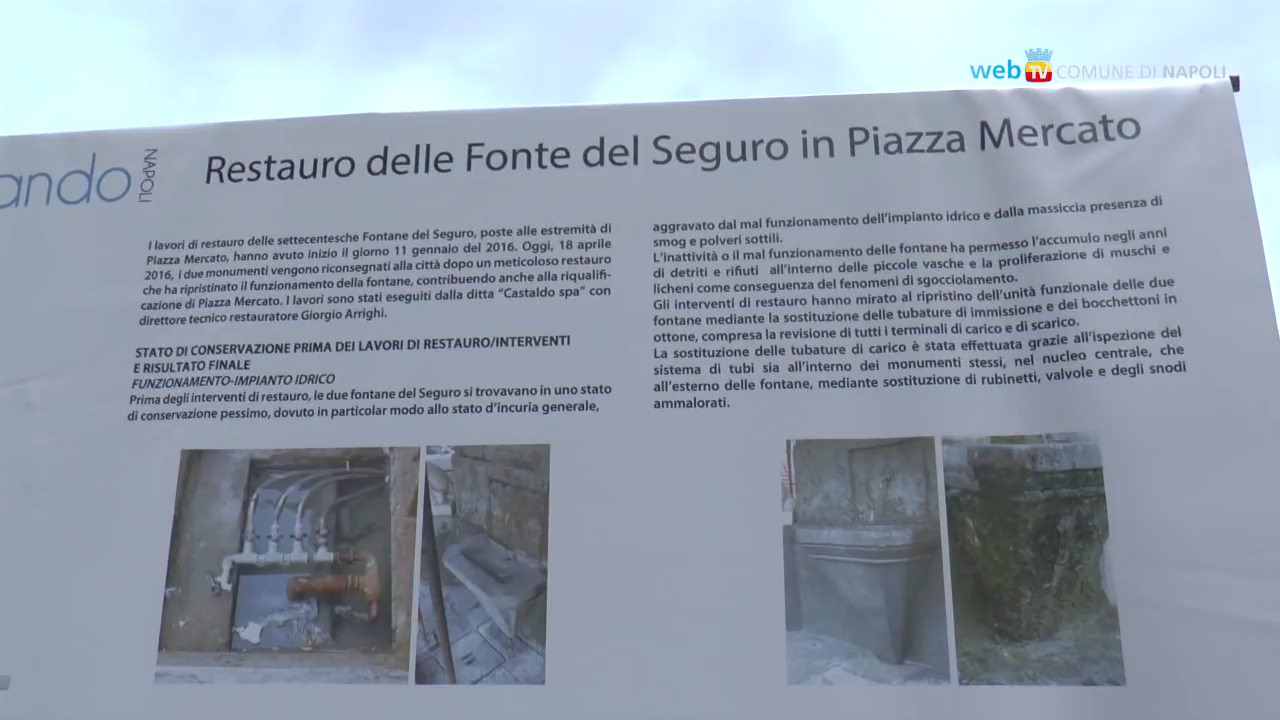 web TV COMUNE DI NAPOLI
ando NAPOLI
Restauro delle Fonte del Seguro in Piazza Mercato
I lavori di restauro delle settecentesche Fontane del Seguro, poste alle estremità di
Piazza Mercato, hanno avuto inizio il giorno 11 gennaio del 2016. Oggi, 18 aprile
2016, i due monumenti vengono riconsegnati alla città dopo un meticoloso restauro
che ha ripristinato il funzionamento della fontane, contribuendo anche alla riqualifi-
cazione di Piazza Mercato. I lavori sono stati eseguiti dalla ditta “Castaldo spa” con
direttore tecnico restauratore Giorgio Arrighi.
STATO DI CONSERVAZIONE PRIMA DEI LAVORI DI RESTAURO/INTERVENTI
E RISULTATO FINALE
FUNZIONAMENTO-IMPIANTO IDRICO
Prima degli interventi di restauro, le due fontane del Seguro si trovavano in uno stato
di conservazione pessimo, dovuto in particolar modo allo stato d’incuria generale,
aggravato dal mal funzionamento dell’impianto idrico e dalla massiccia presenza di
smog e polveri sottili.
L’inattività o il mal funzionamento delle fontane ha permesso l’accumulo negli anni
di detriti e rifiuti all’interno delle piccole vasche e la proliferazione di muschi e
licheni come conseguenza del fenomeni di sgocciolamento.
Gli interventi di restauro hanno mirato al ripristino dell’unità funzionale delle due
fontane mediante la sostituzione delle tubature di immissione e dei bocchettoni in
ottone, compresa la revisione di tutti i terminali di carico e di scarico.
La sostituzione delle tubature di carico è stata effettuata grazie all’ispezione del
sistema di tubi sia all’interno dei monumenti stessi, nel nucleo centrale, che
all’esterno delle fontane, mediante sostituzione di rubinetti, valvole e degli snodi
ammalorati.